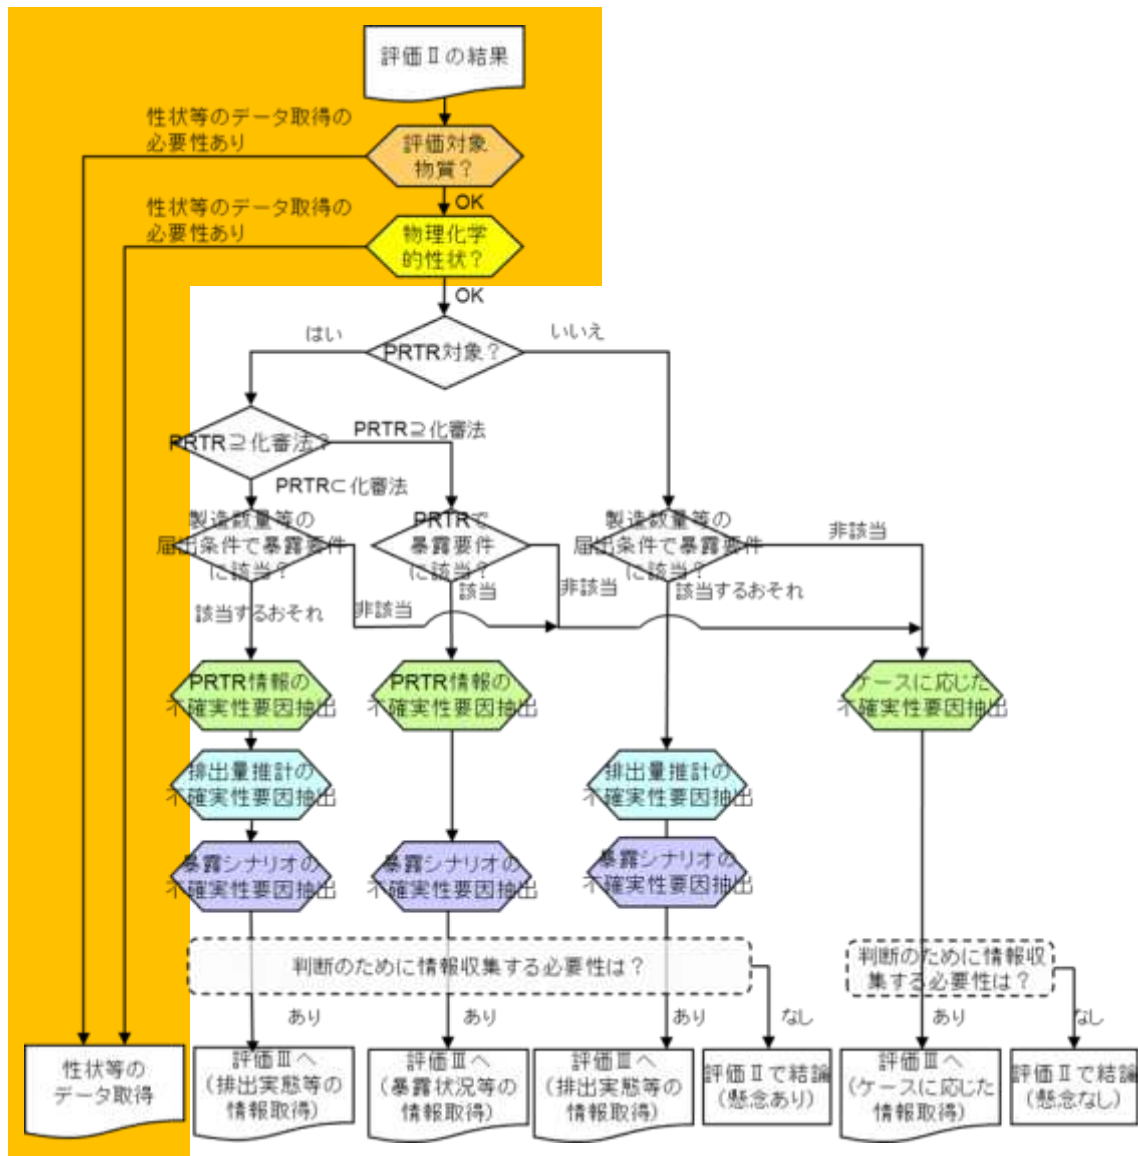 評価Ⅱの結果
性状等のデータ取得の
必要性あり
評価対象
物質？
OK
性状等のデータ取得の
必要性あり
物理化学
的性状？
OK
はい
いいえ
PRTR対象？
PRTR⊇化審法？
PRTR⊇化審法
PRTR⊂化審法
製造数量等の
届出条件で暴露要件
に該当？
PRTRで
暴露要件
に該当？
製造数量等の
届出条件で暴露要件
に該当？
非該当
該当するおそれ
非該当
該当
非該当
該当するおそれ
PRTR情報の
不確実性要因抽出
PRTR情報の
不確実性要因抽出
ケースに応じた
不確実性要因抽出
排出量推計の
不確実性要因抽出
排出量推計の
不確実性要因抽出
暴露シナリオの
不確実性要因抽出
暴露シナリオの
不確実性要因抽出
暴露シナリオの
不確実性要因抽出
判断のために情報収集する必要性は？
判断のために情報収
集する必要性は？
あり
あり
あり
なし
あり
なし
性状等の
データ取得
評価Ⅲへ
（排出実態等の
情報取得）
評価Ⅲへ
（暴露状況等の
情報取得）
評価Ⅲへ
（排出実態等の
情報取得）
評価Ⅱで結論
（懸念あり）
評価Ⅲへ
（ケースに応じた
情報取得）
評価Ⅱで結論
（懸念なし）